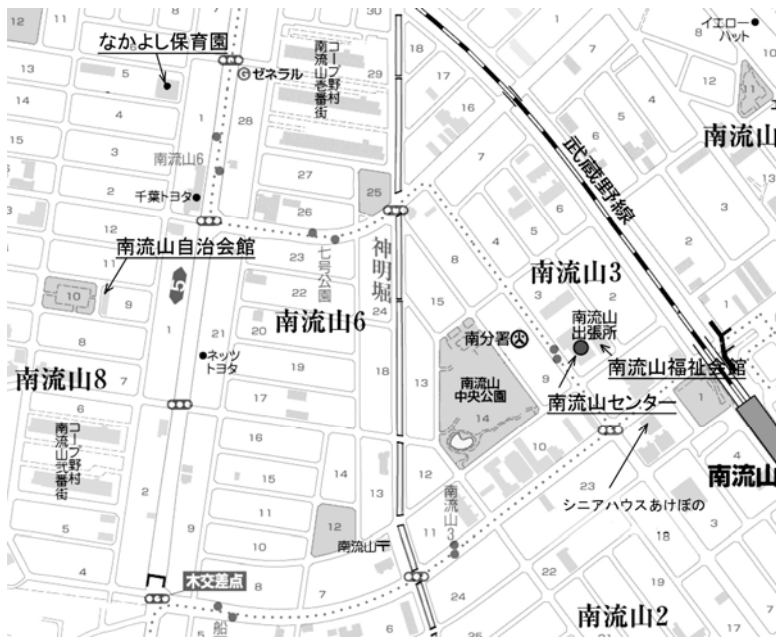 なかよし保育園
Gゼネラル
コープ野村
南流山壱番街
イエロー
ハット
南流山
武蔵野線
南流山6
千葉トヨタ
南流山自治会館
七号公園
神明堀
南流山3
5
南流山6
南分署
火
南流山
出張所
南流山福祉会館
ネッツ
トヨタ
南流山8
南流山
中央公園
南流山センター
コープ野村
南流山弐番街
南流山
シニアハウスあけぼの
南流山3
南流山〒
木交差点
船
南流山2